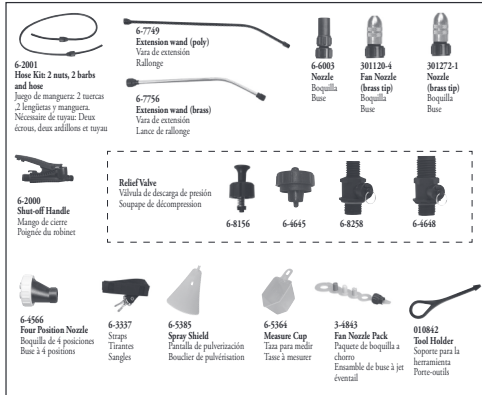 6-2001
Hose Kit: 2 nuts, 2 barbs
and hose
Juego de manguera: 2 tuercas
,2 lengüetas y manguera.
Nécessaire de tuyau: Deux
écrous, deux ardillons et tuyau
6-7749
Extension wand (poly)
Vara de extensión
Rallonge
6-7756
Extension wand (brass)
Vara de extensión
Lance de rallonge
6-6003
Nozzle
Boquilla
Buse
301120-4
Fan Nozzle
(brass tip)
Boquilla
Buse
301272-1
Nozzle
(brass tip)
Boquilla
Buse
6-2000
Shut-off Handle
Mango de cierre
Poignée du robinet
Relief Valve
Válvula de descarga de presión
Soupape de décompression
6-8156
6-4645
6-8258
6-4648
6-4566
Four Position Nozzle
Boquilla de 4 posiciones
Buse à 4 positions
6-3337
Straps
Tirantes
Sangles
6-5385
Spray Shield
Pantalla de pulverización
Bouclier de pulvérisation
6-5364
Measure Cup
Taza para medir
Tasse à mesurer
3-4843
Fan Nozzle Pack
Paquete de boquilla a
chorro
Ensamble de buse à jet
éventail
010842
Tool Holder
Soporte para la
herramienta
Porte-outils